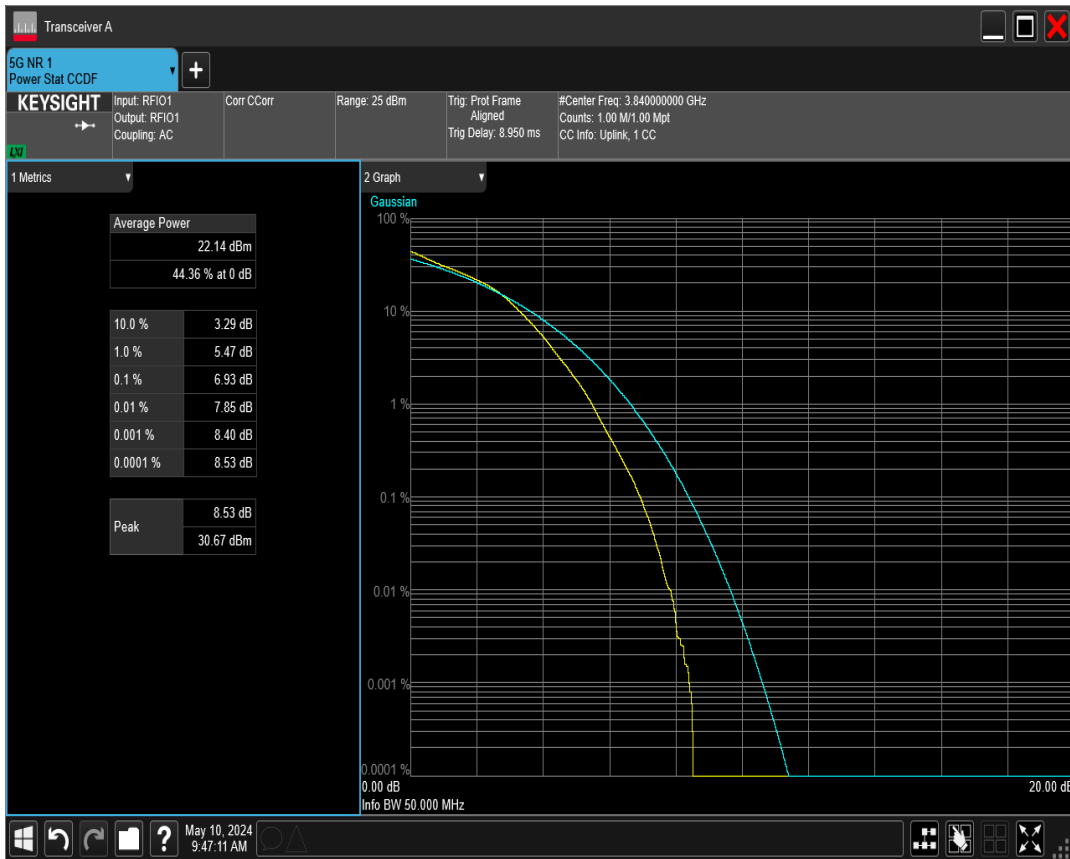 Transceiver A
5G NR 1
Power Stat CCDF
+
KEYSIGHT
LXI
Input: RFIO1
Output: RFIO1
Coupling: AC
Corr CCorr
Range: 25 dBm
Trig: Prot Frame
Aligned
Trig Delay: 8.950 ms
#Center Freq: 3.840000000 GHz
Counts: 1.00 M/1.00 Mpt
CC Info: Uplink, 1 CC
1 Metrics
Average Power
22.14 dBm
44.36 % at 0 dB
10.0 % 3.29 dB
1.0 % 5.47 dB
0.1 % 6.93 dB
0.01 % 7.85 dB
0.001 % 8.40 dB
0.0001 % 8.53 dB
Peak
8.53 dB
30.67 dBm
2 Graph
Gaussian
100 %
10 %
1 %
0.1 %
0.01 %
0.001 %
0.0001 %
0.00 dB 20.00 dB
Info BW 50.000 MHz
?
May 10, 2024
9:47:11 AM